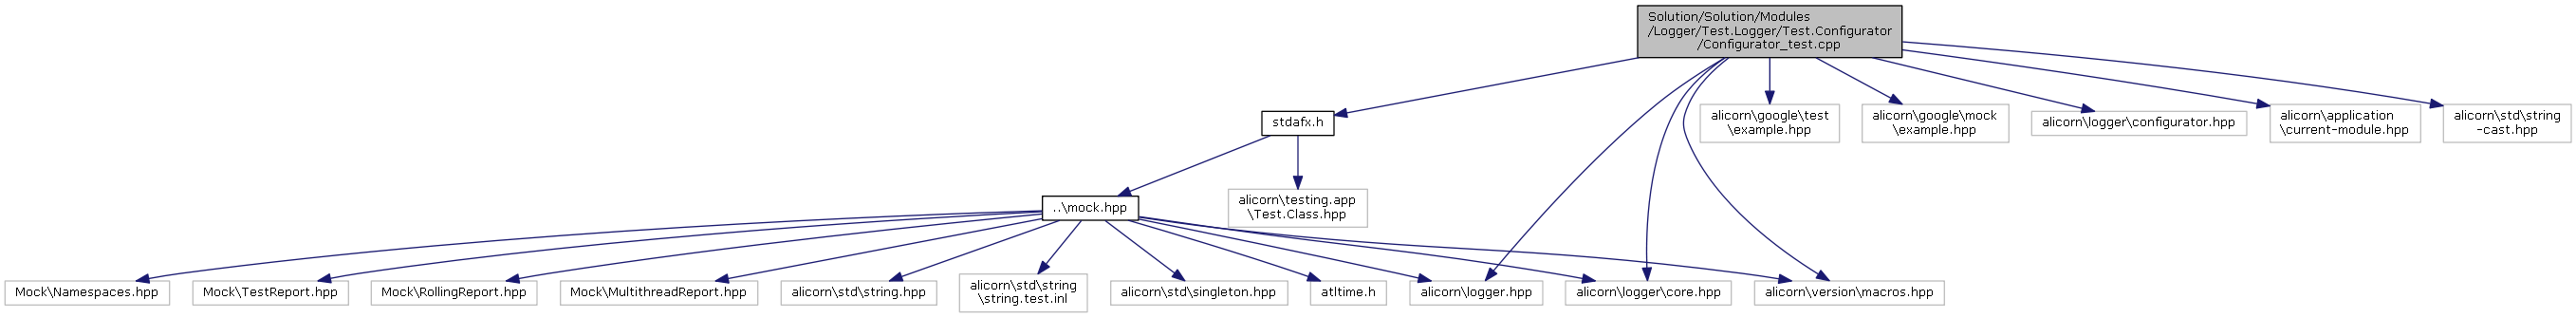 Solution/Solution/Modules
/Logger/Test.Logger/Test.Configurator
/Configurator_test.cpp
stdafx.h
alicorn\google\test
\example.hpp
alicorn\google\mock
\example.hpp
alicorn\logger\configurator.hpp
alicorn\application
\current-module.hpp
alicorn\std\string
-cast.hpp
..\mock.hpp
alicorn\testing.app
\Test.Class.hpp
Mock\Namespaces.hpp
Mock\TestReport.hpp
Mock\RollingReport.hpp
Mock\MultithreadReport.hpp
alicorn\std\string.hpp
alicorn\std\string
\string.test.inl
alicorn\std\singleton.hpp
atltime.h
alicorn\logger.hpp
alicorn\logger\core.hpp
alicorn\version\macros.hpp